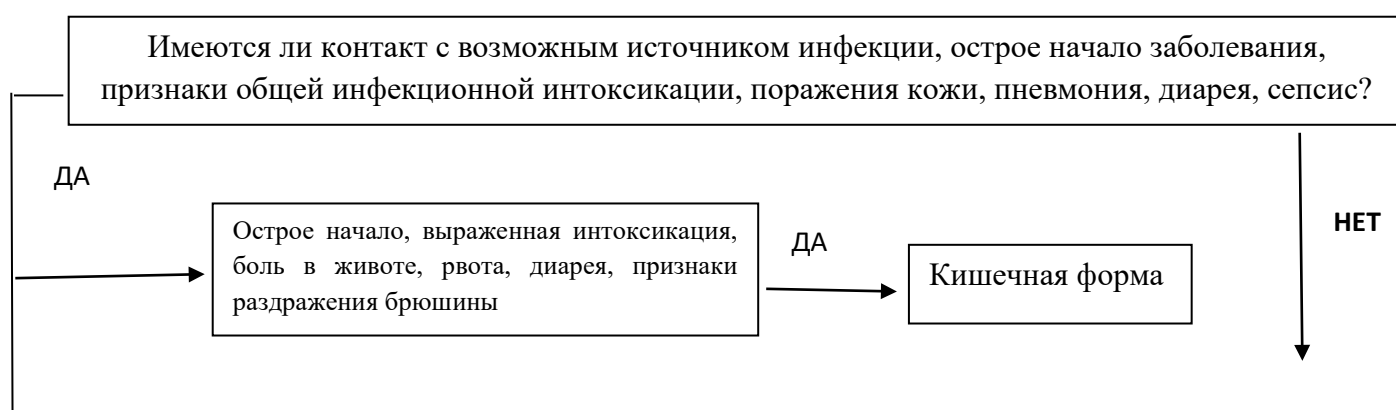 Имеются ли контакт с возможным источником инфекции, острое начало заболевания,
признаки общей инфекционной интоксикации, поражения кожи, пневмония, диарея, сепсис?
ДА
НЕТ
Острое начало, выраженная интоксикация,
боль в животе, рвота, диарея, признаки
раздражения брюшины
ДА
Кишечная форма